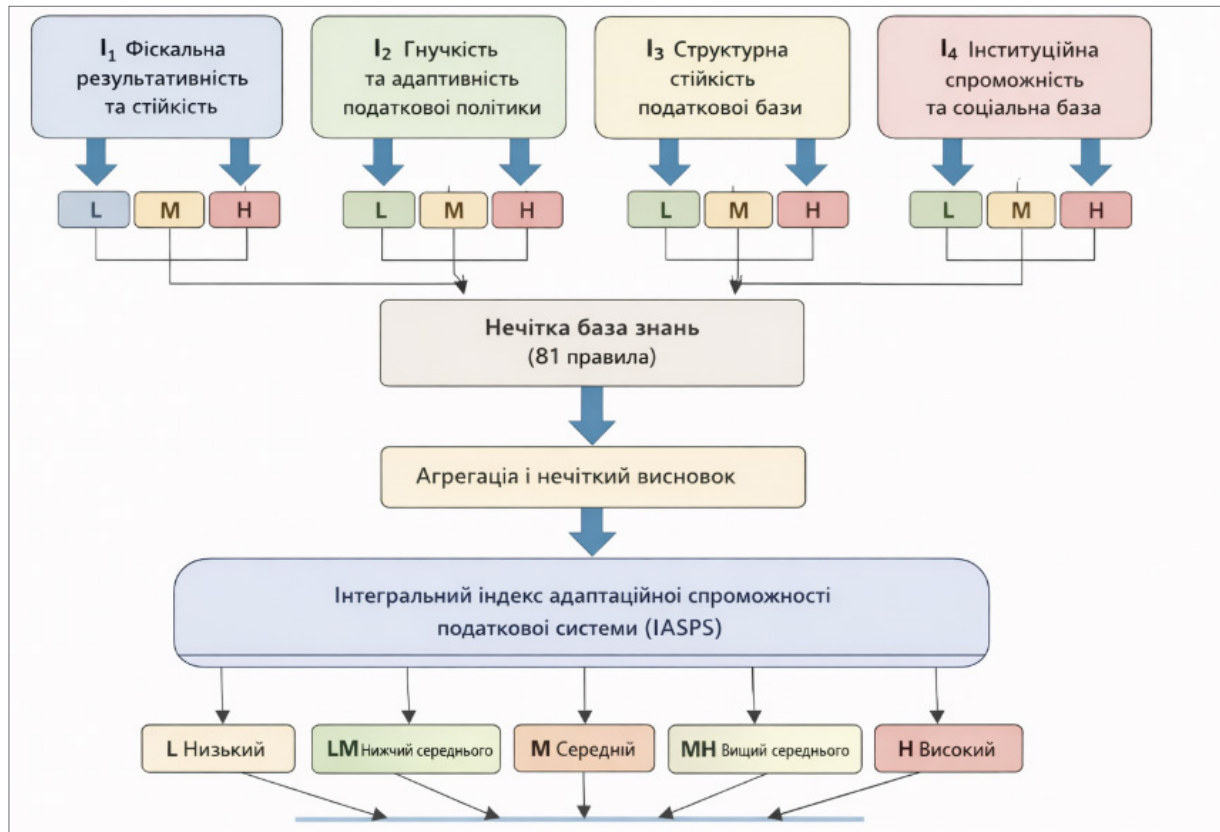 I₁ Фіскальна
результативність
та стійкість
I₂ Гнучкість
та адаптивність
податкової політики
I₃ Структурна
стійкість
податкової бази
I₄ Інституційна
спроможність
та соціальна база
L M H
L M H
L M H
L M H
Нечітка база знань
(81 правила)
Агрегація і нечіткий висновок
Інтегральний індекс адаптаційної спроможності
податкової системи (IASPS)
L Низький
LM Нижчий середнього
M Середній
MH Вищий середнього
H Високий